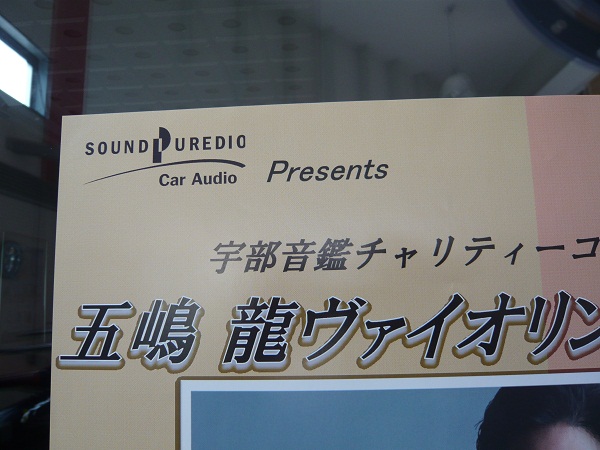 SOUND PUREDIO
Car Audio
Presents
宇部音鑑チャリティーコ
五嶋 龍ヴァイオリン